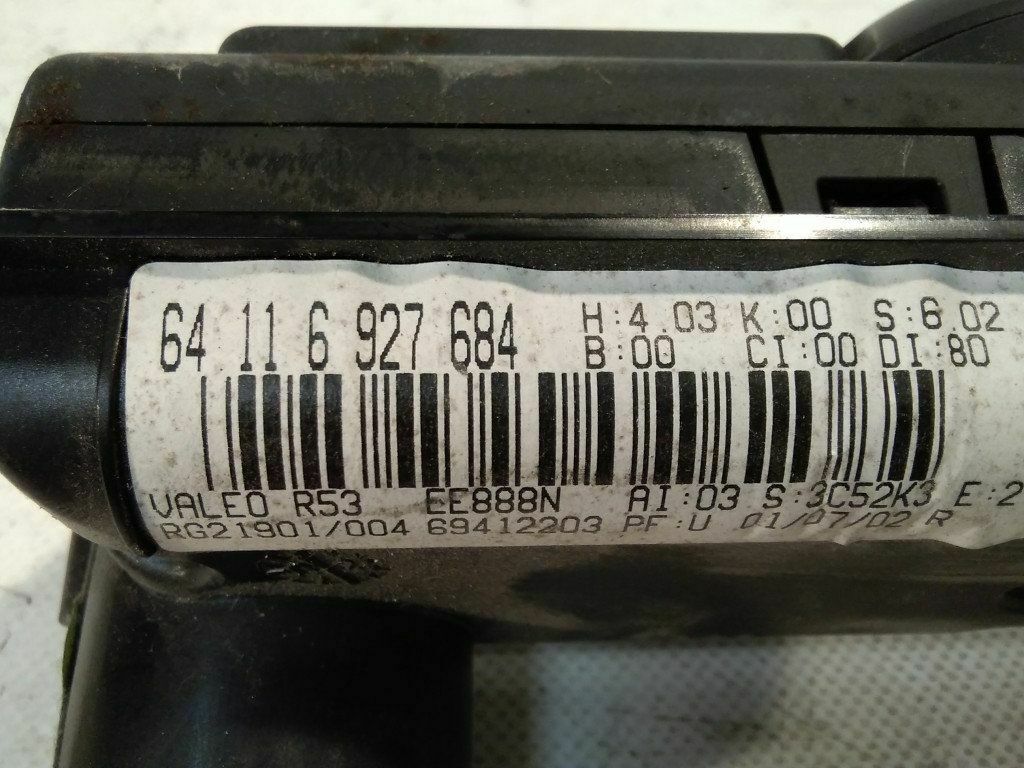 64 11 6 927 684 H:4.03 K:00 S:6.02
B:00 CI:00 DI:80
VALEO R53 EE888N AI:03 S:3C52K3 E:2
RG21901/004 69412203 PF:U 01/07/02 R